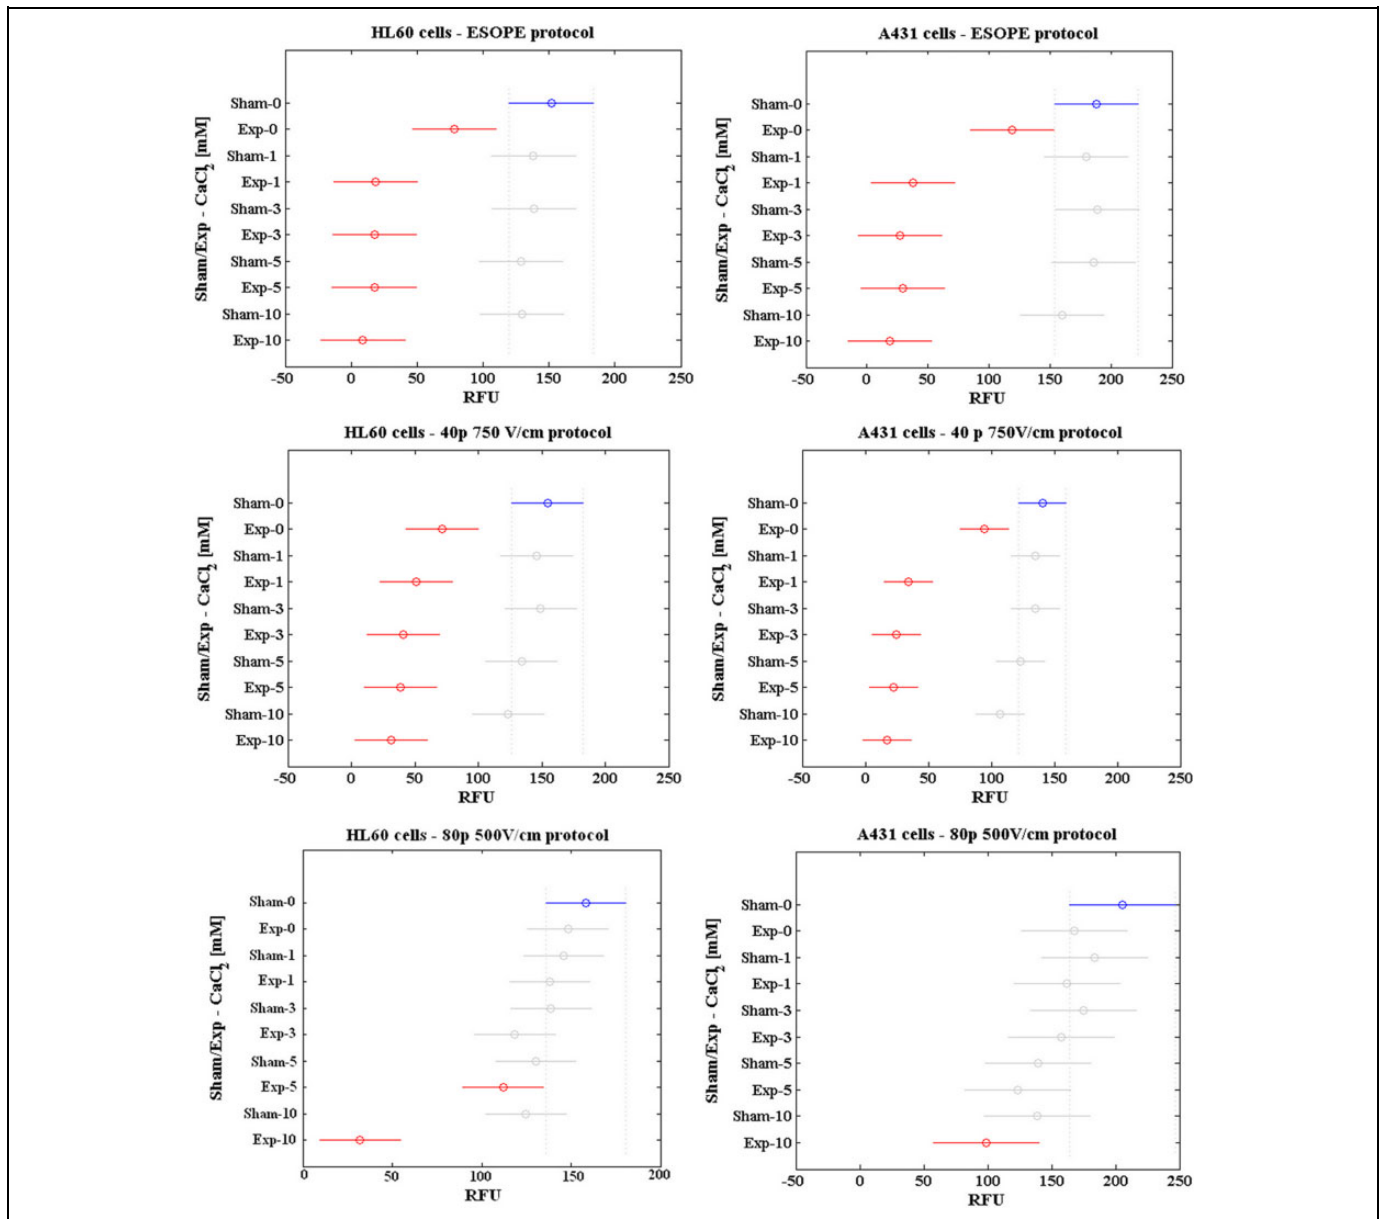 HL60 cells - ESOPE protocol
Sham/Exp - CaCl2 [mM]
Sham-0
Exp-0
Sham-1
Exp-1
Sham-3
Exp-3
Sham-5
Exp-5
Sham-10
Exp-10
-50 0 50 100 150 200 250
RFU
A431 cells - ESOPE protocol
Sham/Exp - CaCl2 [mM]
Sham-0
Exp-0
Sham-1
Exp-1
Sham-3
Exp-3
Sham-5
Exp-5
Sham-10
Exp-10
-50 0 50 100 150 200 250
RFU
HL60 cells - 40p 750 V/cm protocol
Sham/Exp - CaCl2 [mM]
Sham-0
Exp-0
Sham-1
Exp-1
Sham-3
Exp-3
Sham-5
Exp-5
Sham-10
Exp-10
-50 0 50 100 150 200 250
RFU
A431 cells - 40 p 750V/cm protocol
Sham/Exp - CaCl2 [mM]
Sham-0
Exp-0
Sham-1
Exp-1
Sham-3
Exp-3
Sham-5
Exp-5
Sham-10
Exp-10
-50 0 50 100 150 200 250
RFU
HL60 cells - 80p 500V/cm protocol
Sham/Exp - CaCl2 [mM]
Sham-0
Exp-0
Sham-1
Exp-1
Sham-3
Exp-3
Sham-5
Exp-5
Sham-10
Exp-10
0 50 100 150 200
RFU
A431 cells - 80p 500V/cm protocol
Sham/Exp - CaCl2 [mM]
Sham-0
Exp-0
Sham-1
Exp-1
Sham-3
Exp-3
Sham-5
Exp-5
Sham-10
Exp-10
-50 0 50 100 150 200 250
RFU